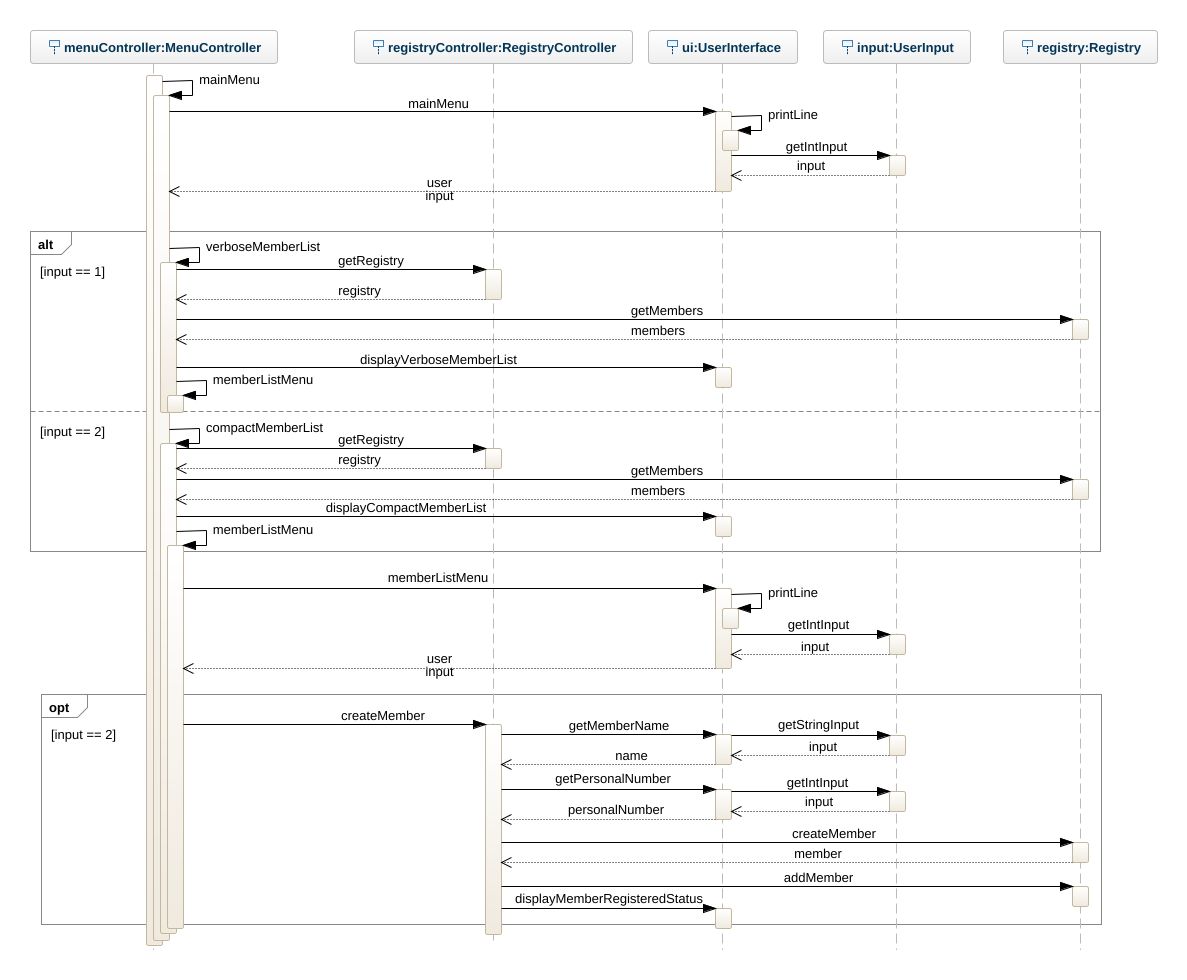 menuController:MenuController
registryController:RegistryController
ui:UserInterface
input:UserInput
registry:Registry
mainMenu
mainMenu
printLine
getIntInput
input
user
input
alt
verboseMemberList
getRegistry
[input == 1]
registry
getMembers
members
displayVerboseMemberList
memberListMenu
compactMemberList
[input == 2]
getRegistry
registry
getMembers
members
displayCompactMemberList
memberListMenu
memberListMenu
printLine
getIntInput
input
user
input
opt
createMember
getMemberName
getStringInput
[input == 2]
input
name
getPersonalNumber
getIntInput
input
personalNumber
createMember
member
addMember
displayMemberRegisteredStatus